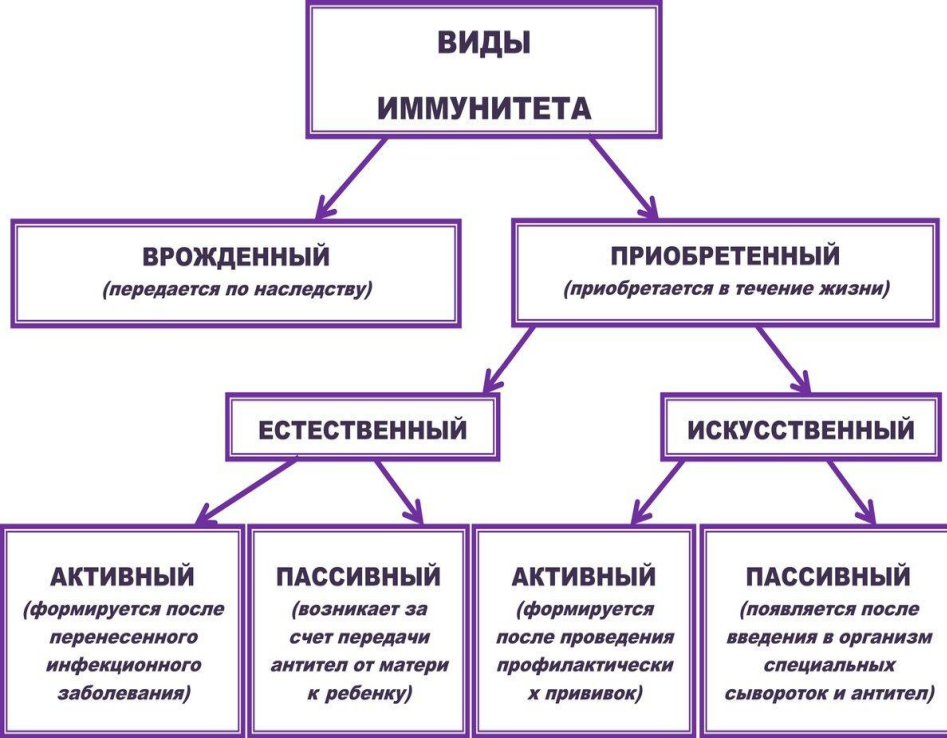 ВИДЫ
ИММУНИТЕТА
ВРОЖДЕННЫЙ
(передается по наследству)
ПРИОБРЕТЕННЫЙ
(приобретается в течение жизни)
ЕСТЕСТВЕННЫЙ
ИСКУССТВЕННЫЙ
АКТИВНЫЙ
(формируется после
перенесенного
инфекционного
заболевания)
ПАССИВНЫЙ
(возникает за
счет передачи
антител от матери
к ребенку)
АКТИВНЫЙ
(формируется
после проведения
профилактически
х прививок)
ПАССИВНЫЙ
(появляется после
введения в организм
специальных
сывороток и антител)